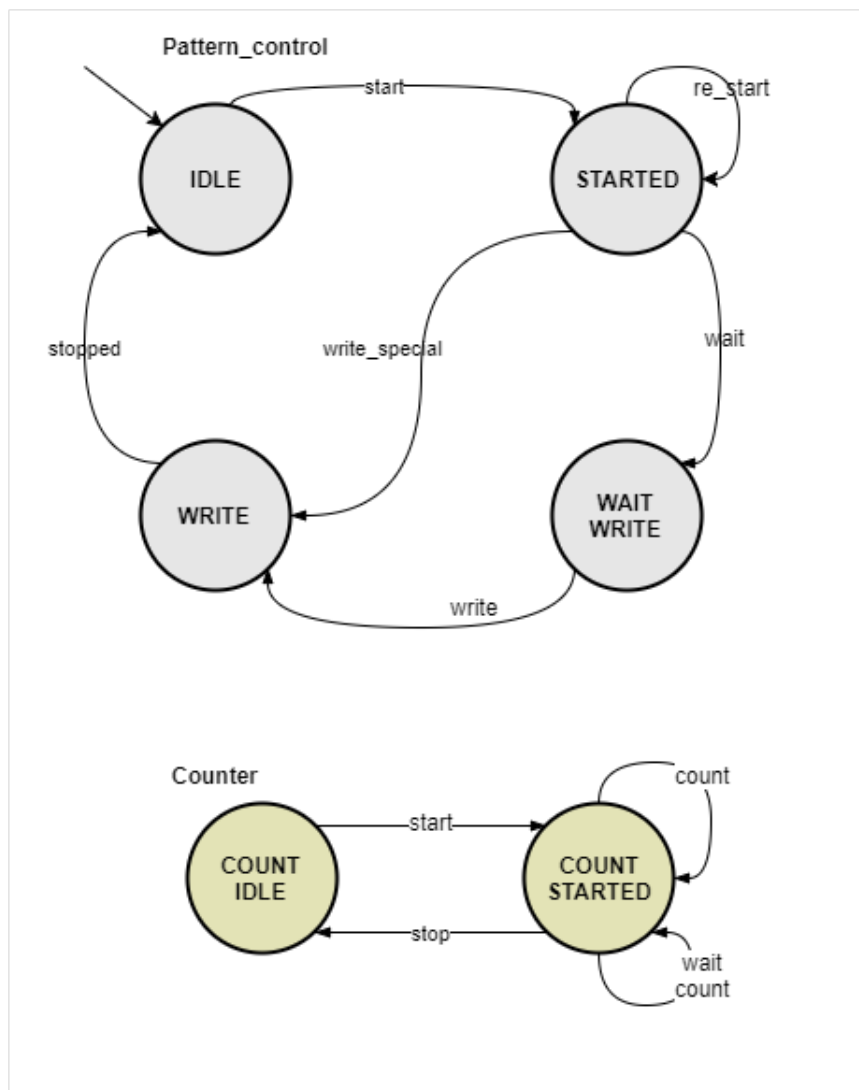 Pattern_control
start
re_start
IDLE
STARTED
stopped
write_special
wait
WRITE
WAIT
WRITE
write
Counter
count
start
COUNT
IDLE
COUNT
STARTED
stop
wait
count